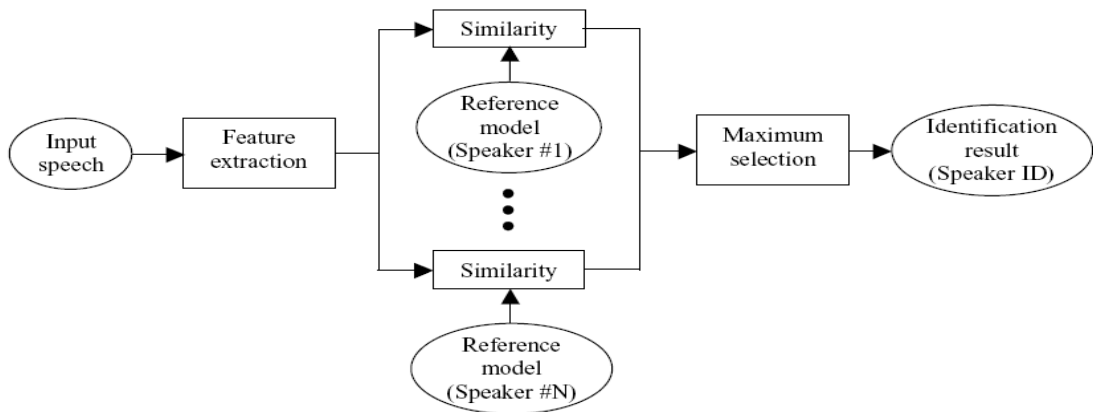 Input
speech
Feature
extraction
Similarity
Reference
model
(Speaker #1)
Similarity
Reference
model
(Speaker #N)
Maximum
selection
Identification
result
(Speaker ID)